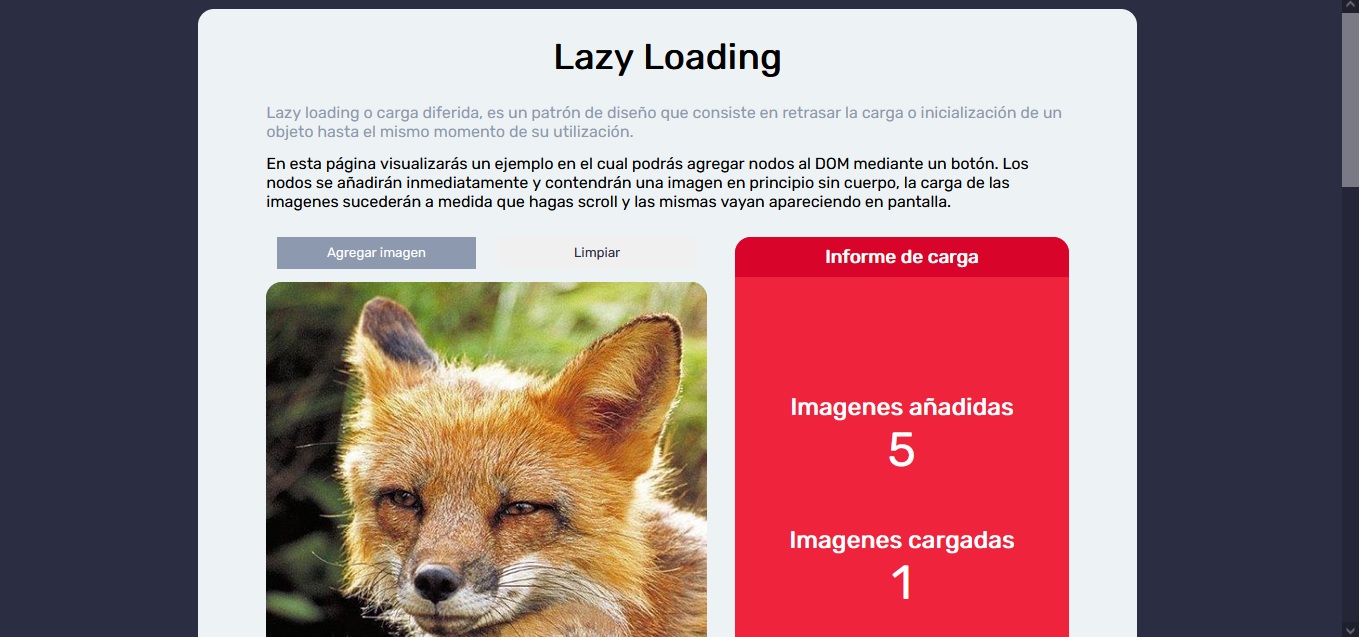 Lazy Loading
Lazy loading o carga diferida, es un patrón de diseño que consiste en retrasar la carga o inicialización de un
objeto hasta el mismo momento de su utilización.
En esta página visualizarás un ejemplo en el cual podrás agregar nodos al DOM mediante un botón. Los
nodos se añadirán inmediatamente y contendrán una imagen en principio sin cuerpo, la carga de las
imagenes sucederán a medida que hagas scroll y las mismas vayan apareciendo en pantalla.
Agregar imagen
Limpiar
Informe de carga
Imagenes añadidas
5
Imagenes cargadas
1